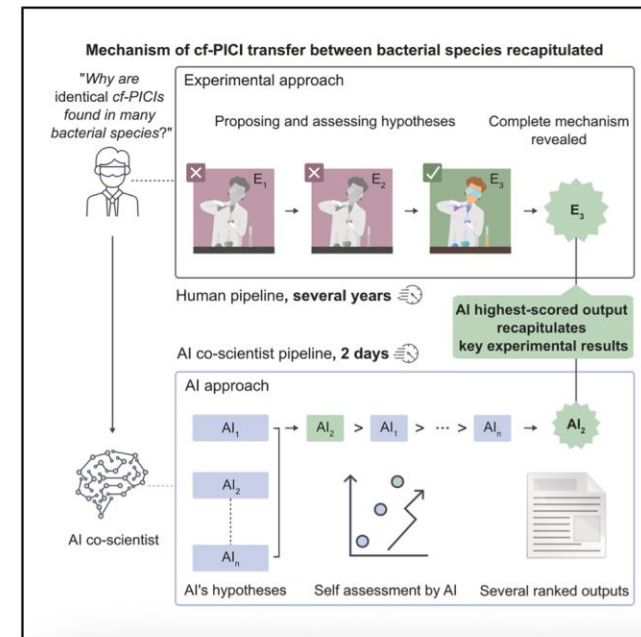 Mechanism of cf-PICI transfer between bacterial species recapitulated
"Why are
identical cf-PICIs
found in many
bacterial species?"
Experimental approach
Proposing and assessing hypotheses
Complete mechanism
revealed
E₁
E₂
E₃
E₃
Human pipeline, several years
AI highest-scored output
recapitulates
key experimental results
AI co-scientist pipeline, 2 days
AI approach
AI₁
AI₂ > AI₁ > ··· > AIₙ
AI₂
AI₂
AIₙ
AI co-scientist
AI's hypotheses
Self assessment by AI
Several ranked outputs